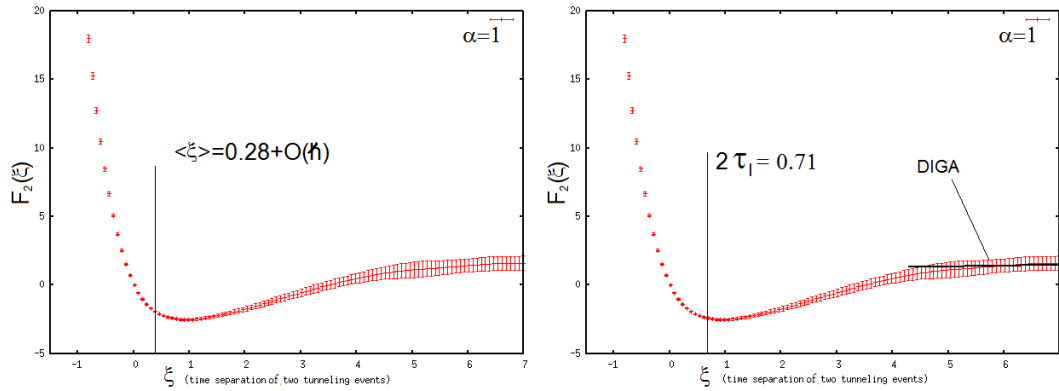 20
α=1
15
<ξ>=0.28+O(ℏ)
10
F₂(ξ)
5
0
-5
-1 0 1 2 3 4 5 6 7
ξ (time separation of two tunneling events)
20
α=1
15
2 τ_I = 0.71
DIGA
10
F₂(ξ)
5
0
-5
-1 0 1 2 3 4 5 6
ξ (time separation of two tunneling events)